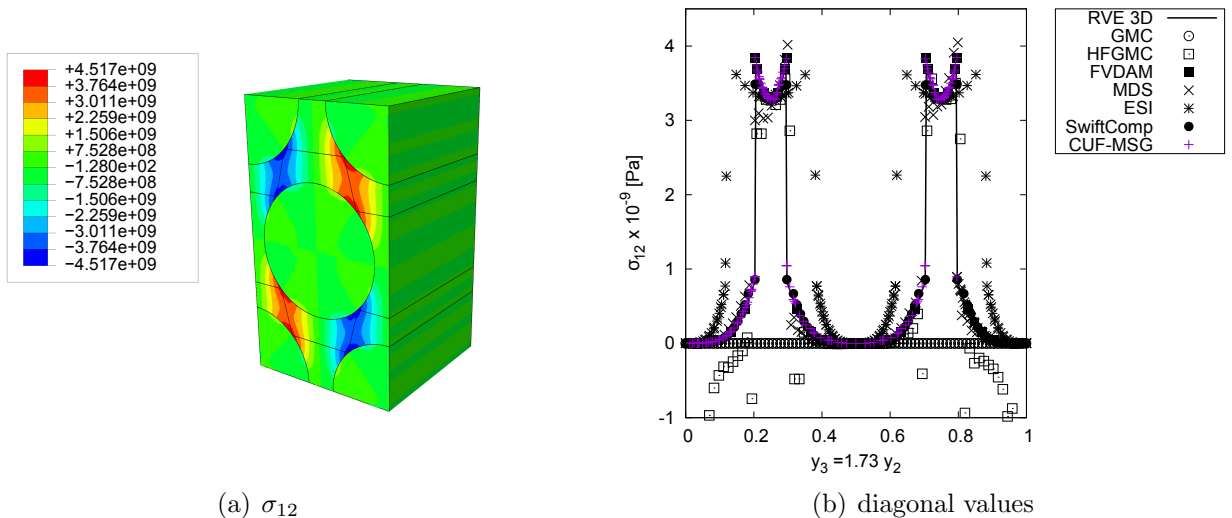 +4.517e+09
+3.764e+09
+3.011e+09
+2.259e+09
+1.506e+09
+7.528e+08
−1.280e+02
−7.528e+08
−1.506e+09
−2.259e+09
−3.011e+09
−3.764e+09
−4.517e+09
(a) σ12
4
3
2
1
0
-1
σ12 x 10-9 [Pa]
0 0.2 0.4 0.6 0.8 1
y3 =1.73 y2
RVE 3D
GMC
HFGMC
FVDAM
MDS
ESI
SwiftComp
CUF-MSG
(b) diagonal values